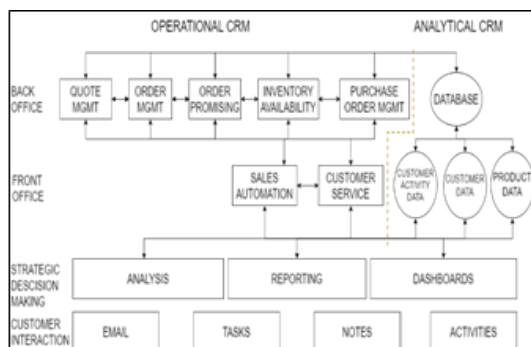 OPERATIONAL CRM
ANALYTICAL CRM
BACK
OFFICE
QUOTE
MGMT
ORDER
MGMT
ORDER
PROMISING
INVENTORY
AVAILABILITY
PURCHASE
ORDER MGMT
DATABASE
FRONT
OFFICE
SALES
AUTOMATION
CUSTOMER
SERVICE
CUSTOMER
ACTIVITY
DATA
CUSTOMER
DATA
PRODUCT
DATA
STRATEGIC
DESCISION
MAKING
ANALYSIS
REPORTING
DASHBOARDS
CUSTOMER
INTERACTION
EMAIL
TASKS
NOTES
ACTIVITIES